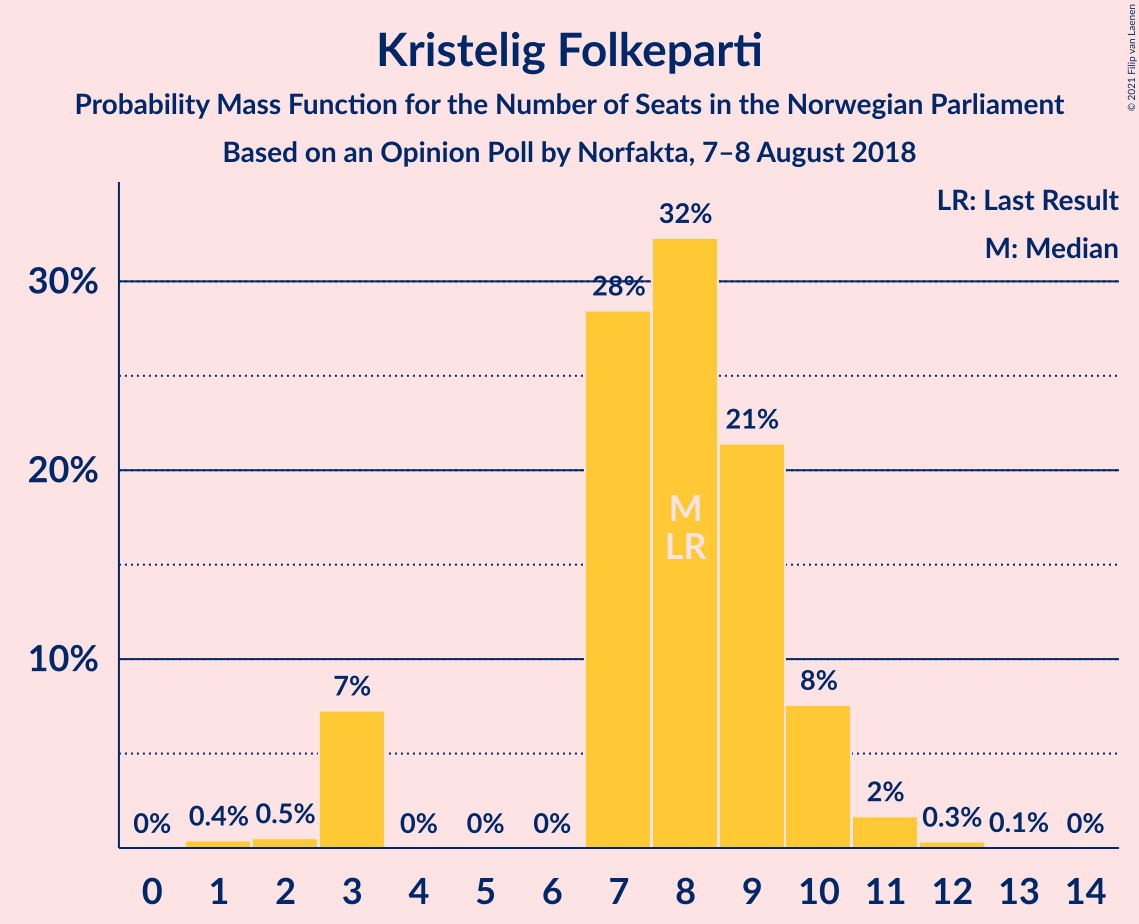 Kristelig Folkeparti
Probability Mass Function for the Number of Seats in the Norwegian Parliament
Based on an Opinion Poll by Norfakta, 7–8 August 2018
© 2021 Filip van Laenen
LR: Last Result
M: Median
30%
20%
10%
0%
0.4%
0.5%
7%
0%
0%
0%
28%
32%
21%
8%
2%
0.3%
0.1%
0%
M
LR
0 1 2 3 4 5 6 7 8 9 10 11 12 13 14